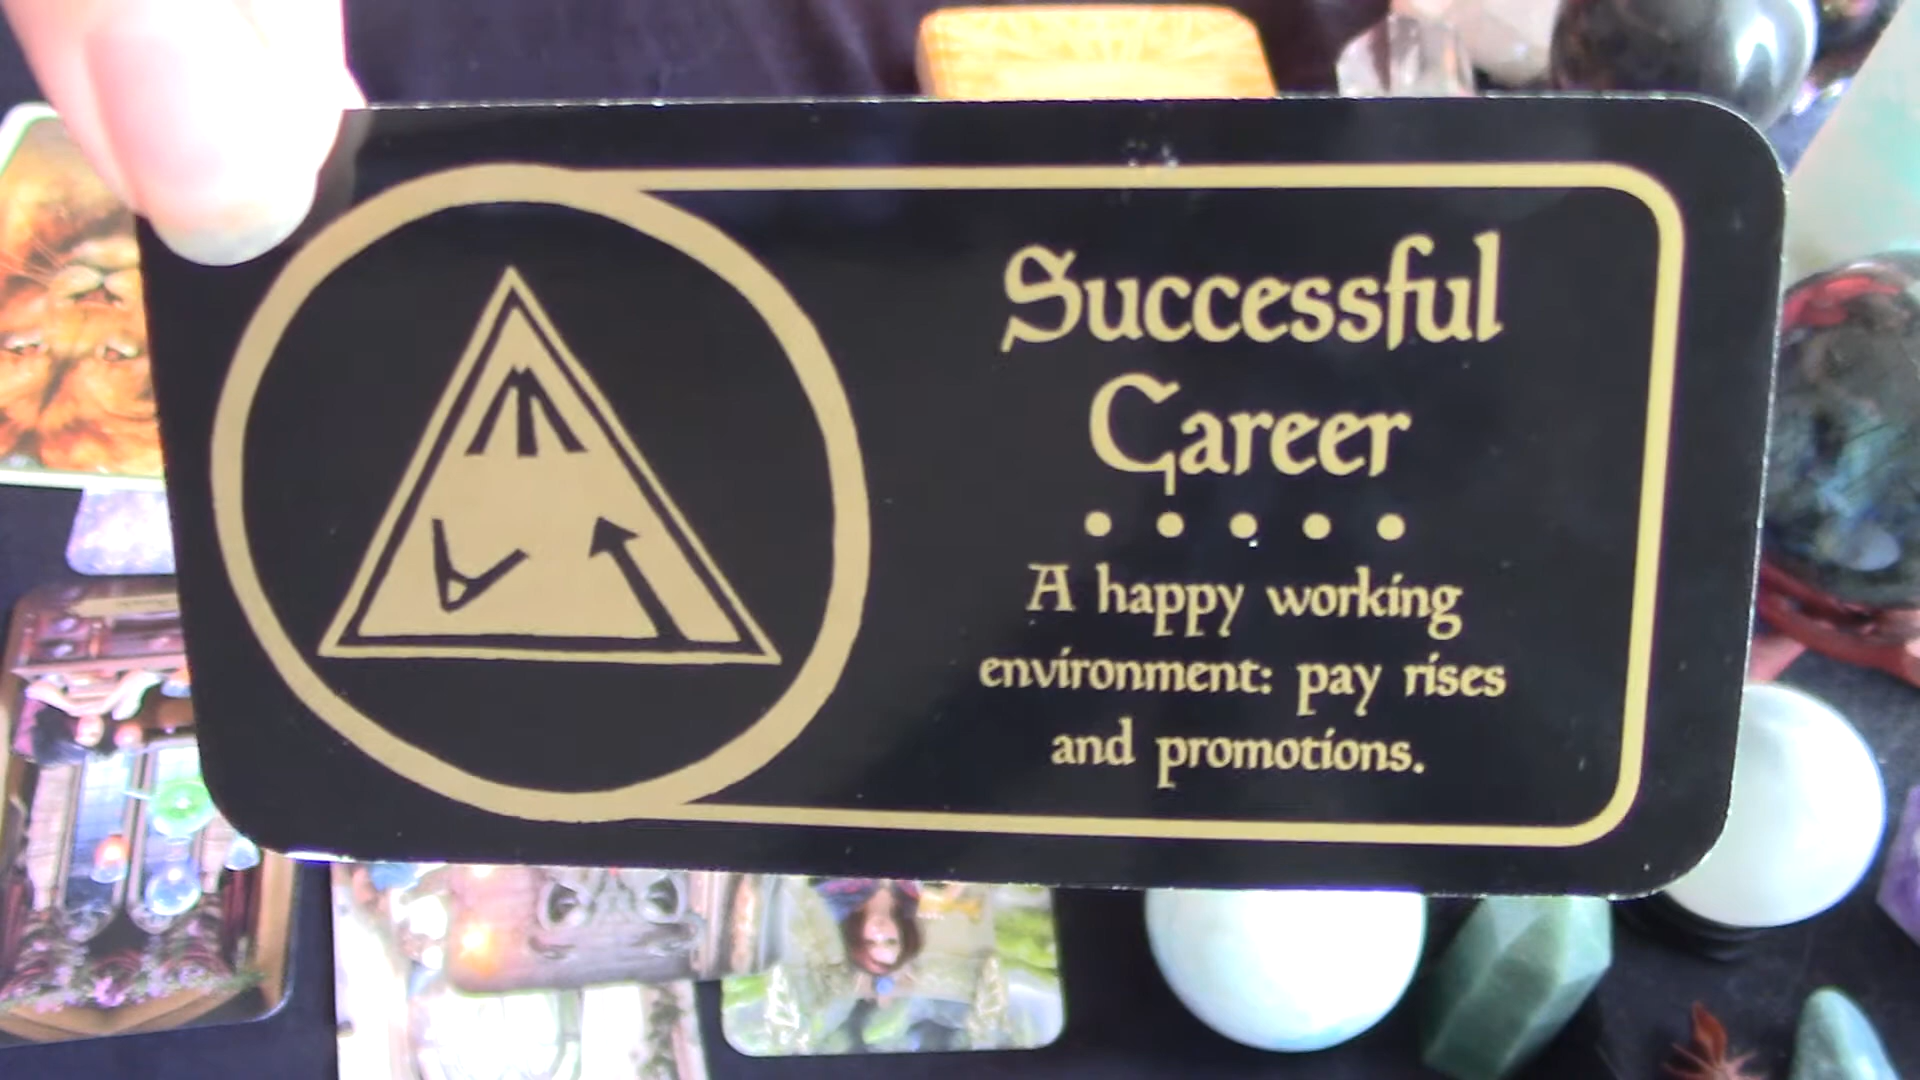 Successful
Career
A happy working
environment: pay rises
and promotions.